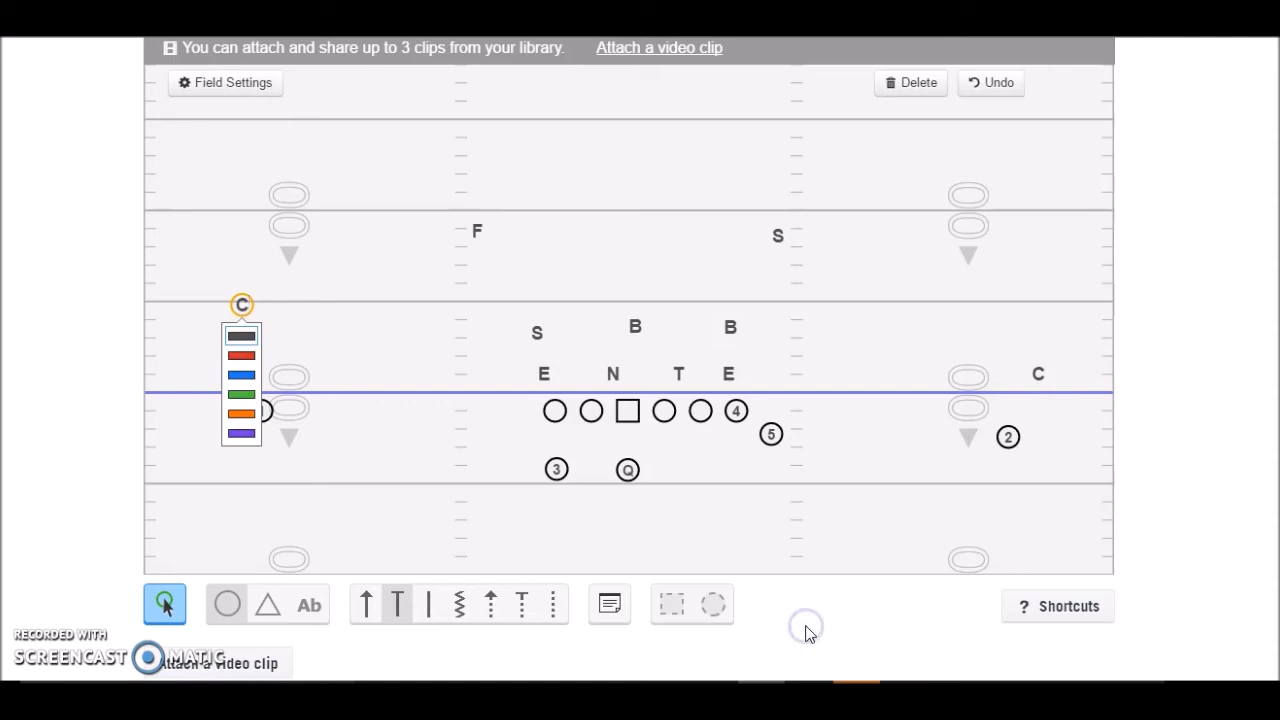 You can attach and share up to 3 clips from your library. Attach a video clip
Field Settings
Delete Undo
F
S
C
S B B
E N T E C
4
5
2
3 Q
Ab
? Shortcuts
RECORDED WITH
SCREENCAST MATIC
Attach a video clip